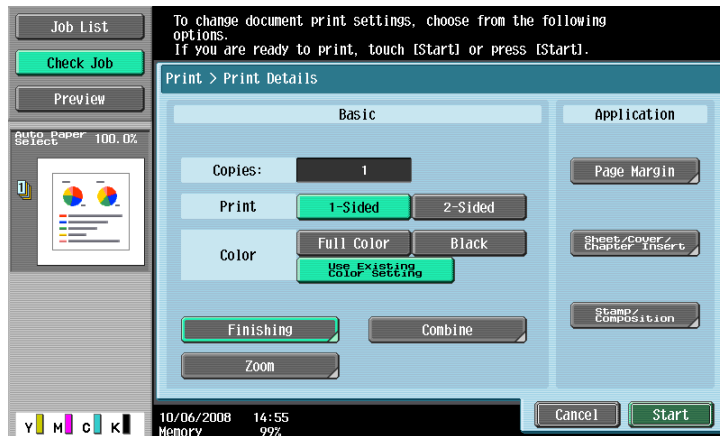 Job List
Check Job
Preview
Auto Paper
Select 100.0%
1
Y M C K
To change document print settings, choose from the following
options.
If you are ready to print, touch [Start] or press [Start].
Print > Print Details
Basic
Copies: 1
Print 1-Sided 2-Sided
Color Full Color Black
Use Existing
Color Setting
Finishing Combine
Zoom
Application
Page Margin
Sheet/Cover/
Chapter Insert
Stamp/
Composition
10/06/2008 14:55
Memory 99%
Cancel Start